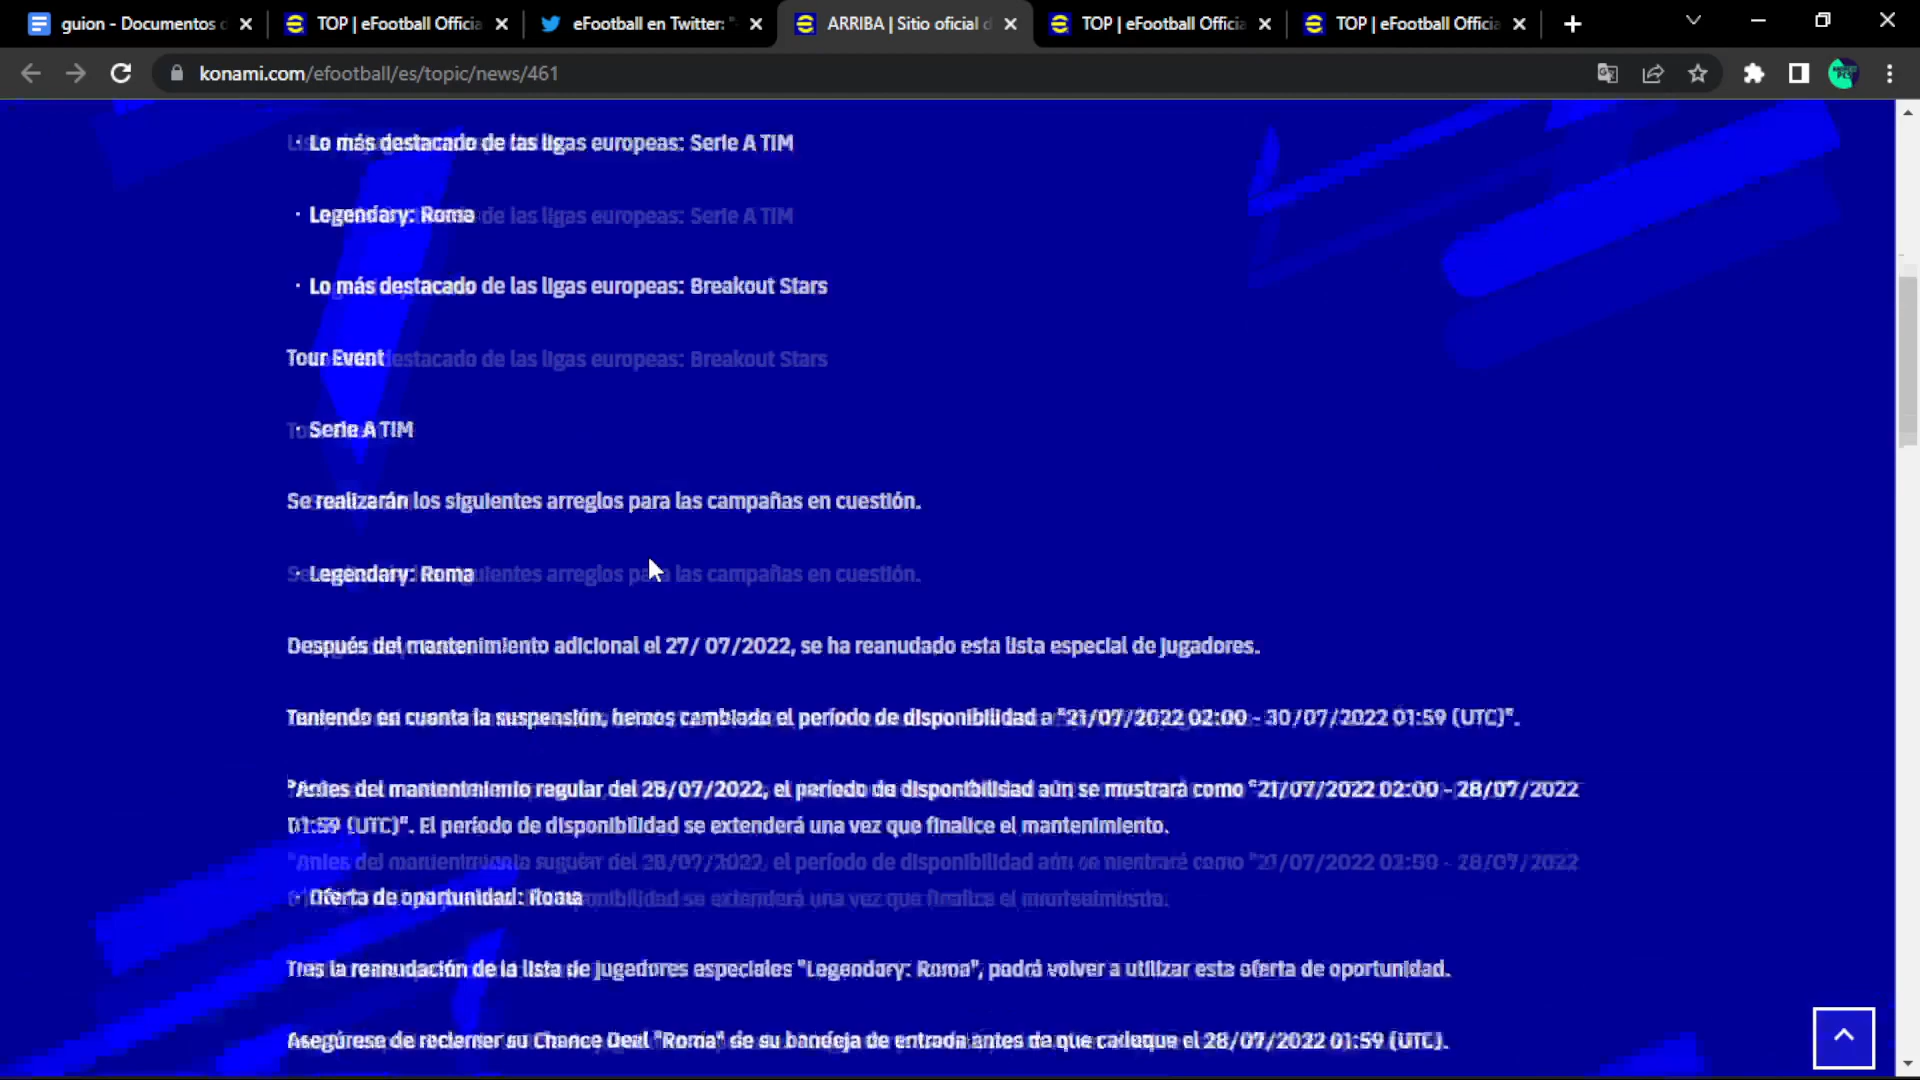 guion - Documentos d
TOP | eFootball Officia
eFootball en Twitter: "
ARRIBA | Sitio oficial d
TOP | eFootball Officia
TOP | eFootball Officia
konami.com/efootball/es/topic/news/461
· Lo más destacado de las ligas europeas: Serie A TIM
· Legendary: Roma
· Lo más destacado de las ligas europeas: Breakout Stars
Tour Event
· Serie A TIM
Se realizarán los siguientes arreglos para las campañas en cuestión.
· Legendary: Roma
Después del mantenimiento adicional el 27/ 07/2022, se ha reanudado esta lista especial de jugadores.
Teniendo en cuenta la suspensión, hemos cambiado el período de disponibilidad a "21/07/2022 02:00 - 30/07/2022 01:59 (UTC)".
*Antes del mantenimiento regular del 28/07/2022, el período de disponibilidad aún se mostrará como "21/07/2022 02:00 - 28/07/2022
01:59 (UTC)". El período de disponibilidad se extenderá una vez que finalice el mantenimiento.
· Oferta de oportunidad: Roma
Tras la reanudación de la lista de jugadores especiales "Legendary: Roma", podrá volver a utilizar esta oferta de oportunidad.
Asegúrese de reclamar su Chance Deal "Roma" de su bandeja de entrada antes de que caduque el 28/07/2022 01:59 (UTC).